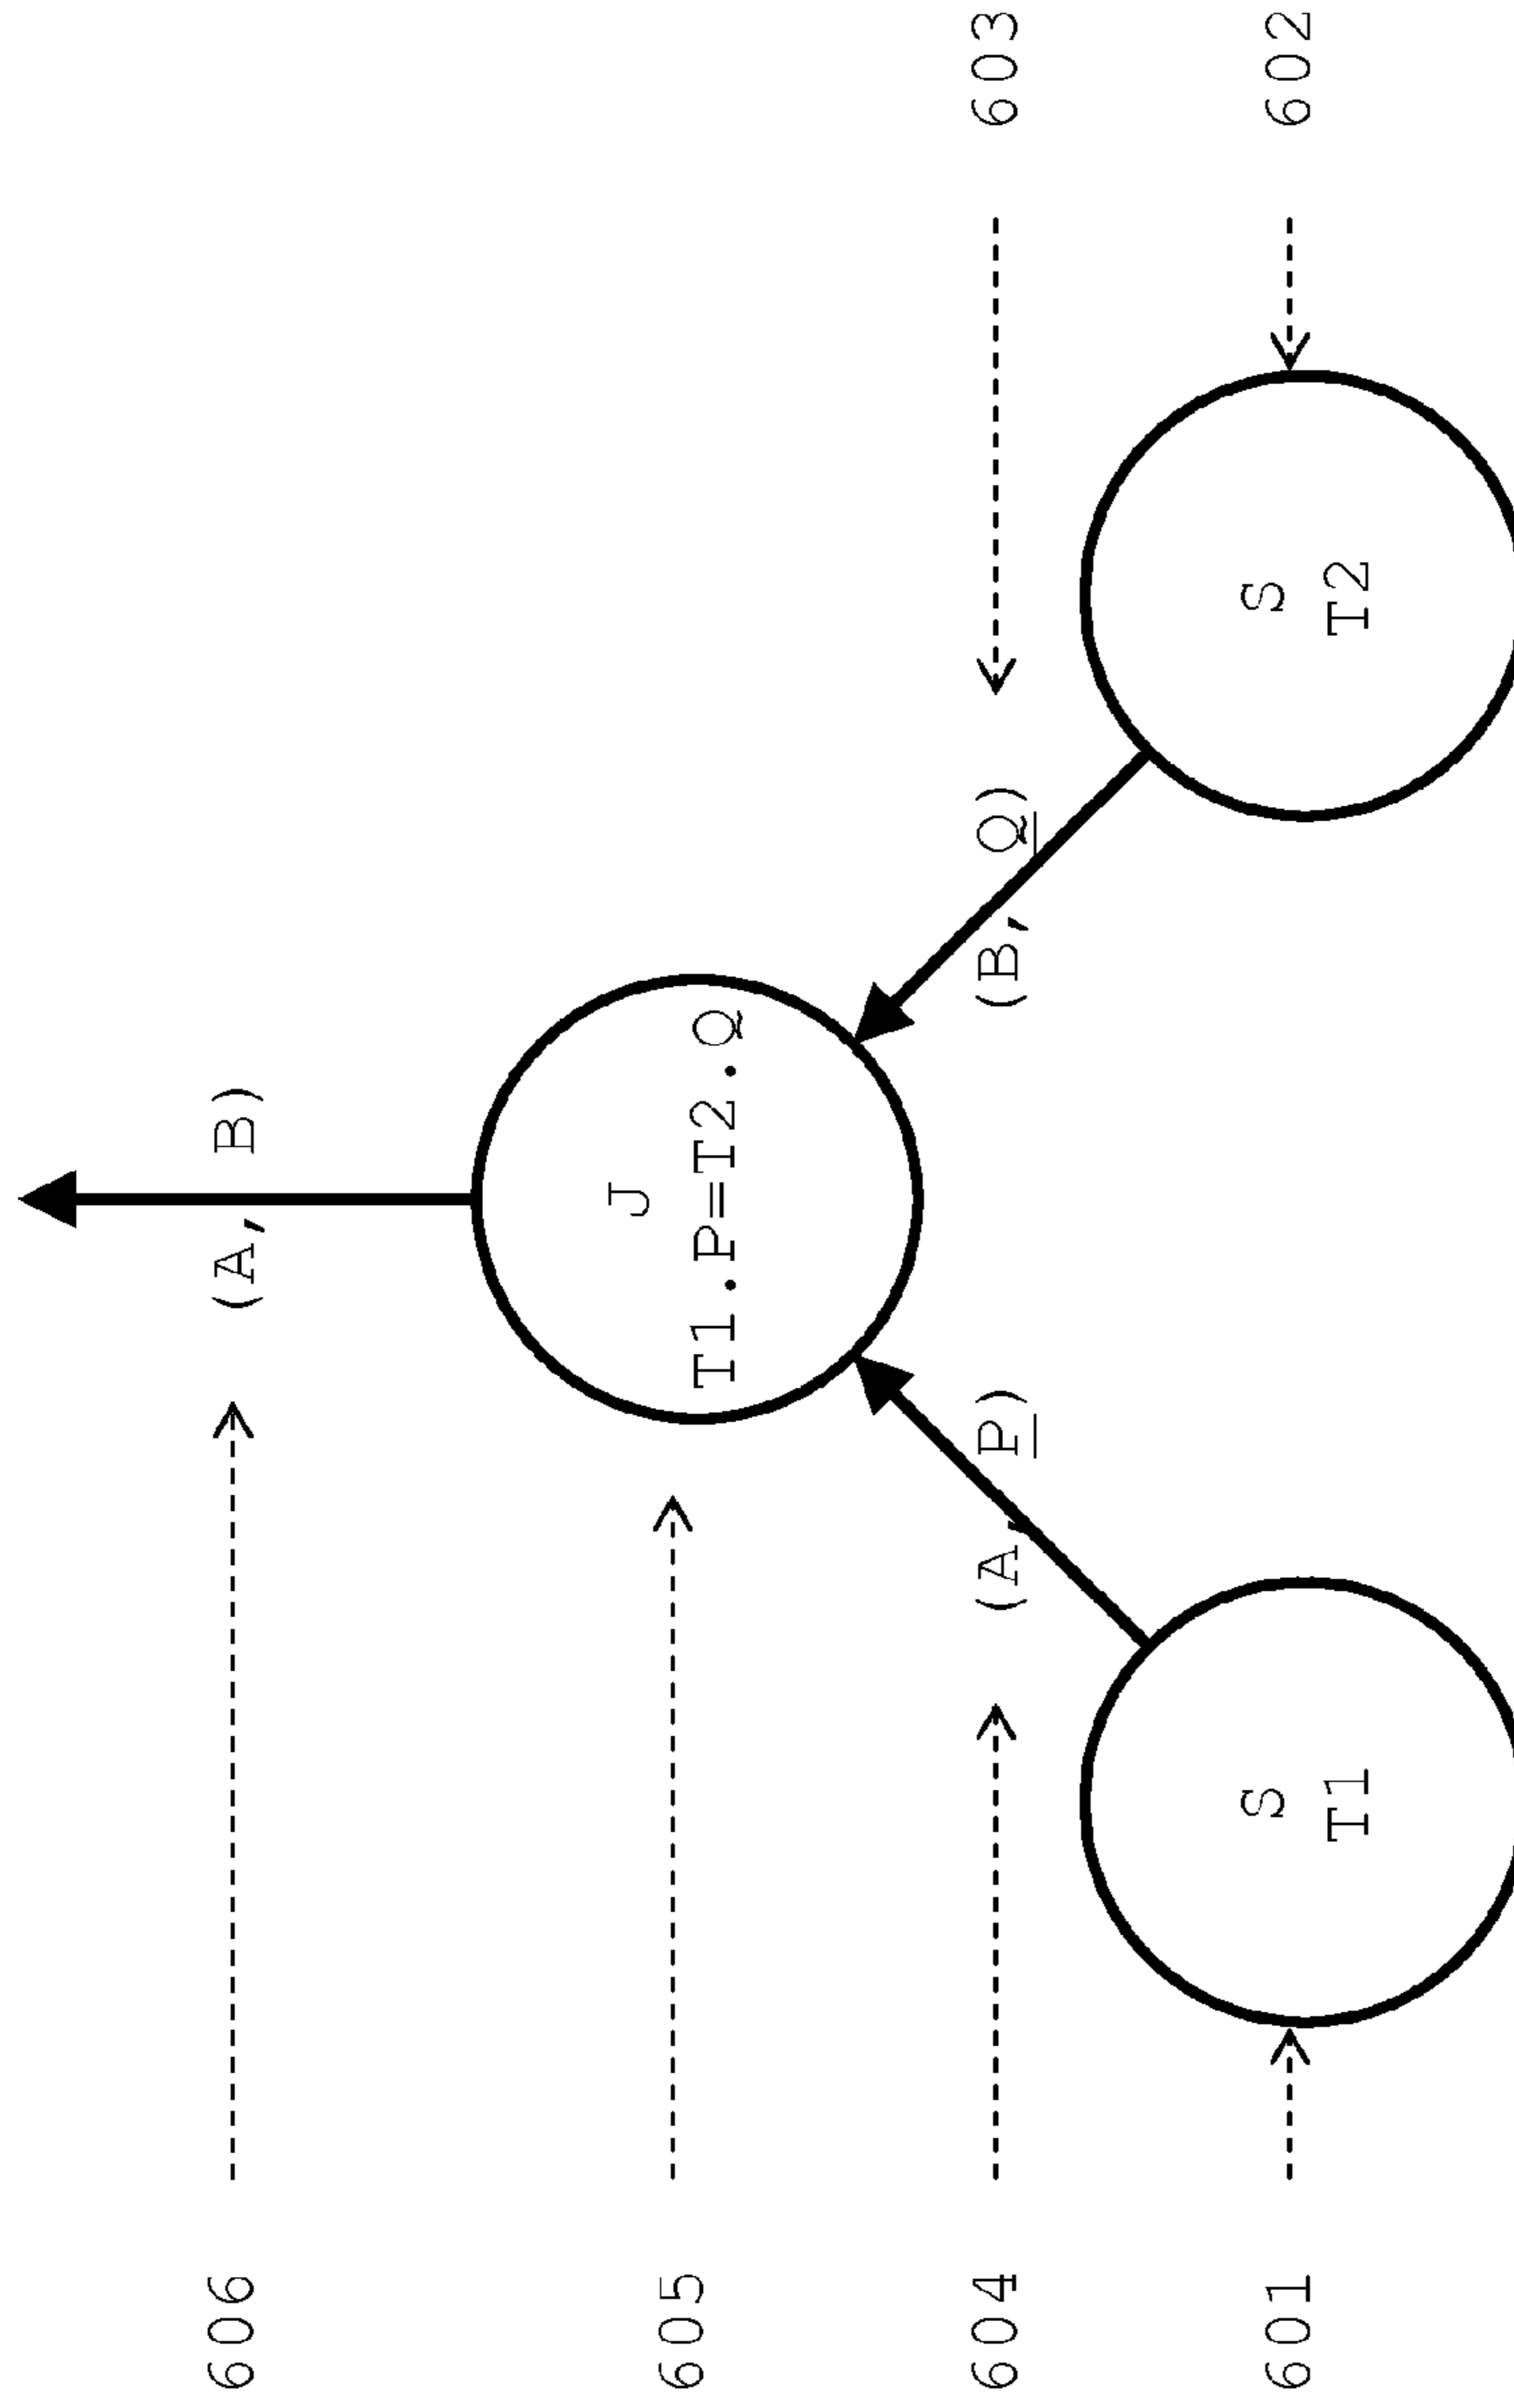 606
(A, B)
J
605
T1.P=T2.Q
604
(A, P)
(B, Q)
603
601
S
T1
S
T2
602